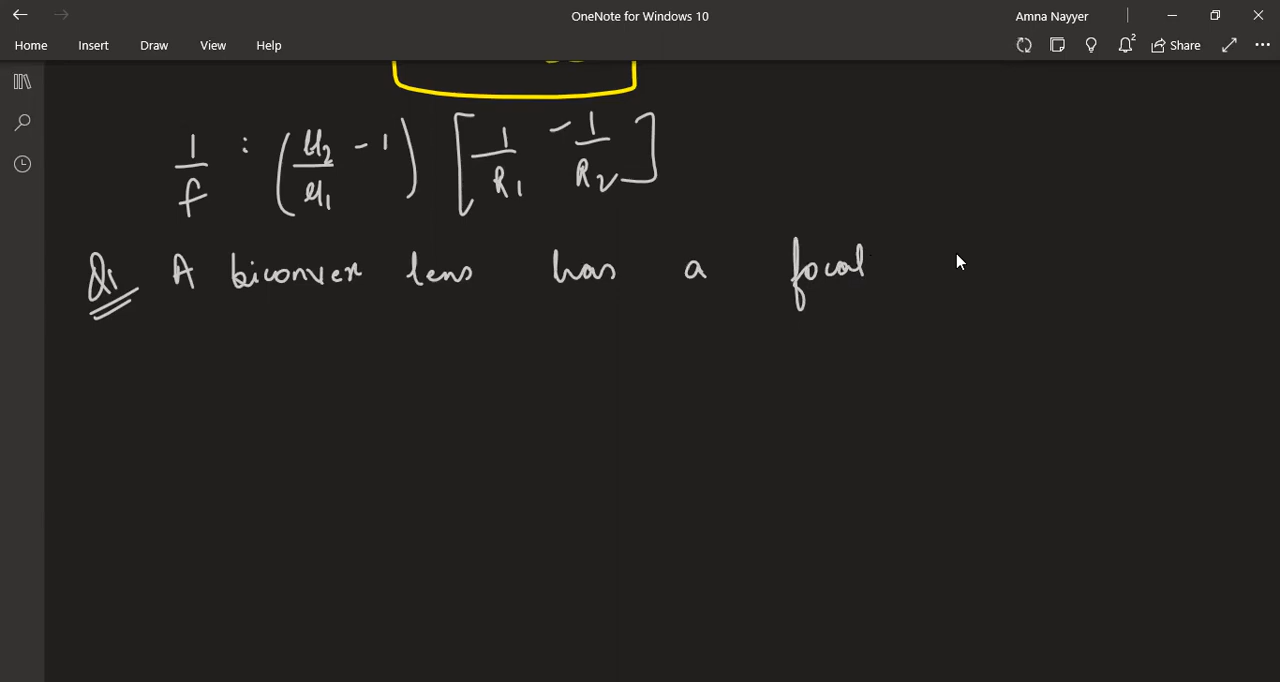 OneNote for Windows 10
Amna Nayyer
Home Insert Draw View Help
2 Share
1/f : (μ2/μ1 - 1) [1/R1 - 1/R2]
Q1 A biconvex lens has a focal